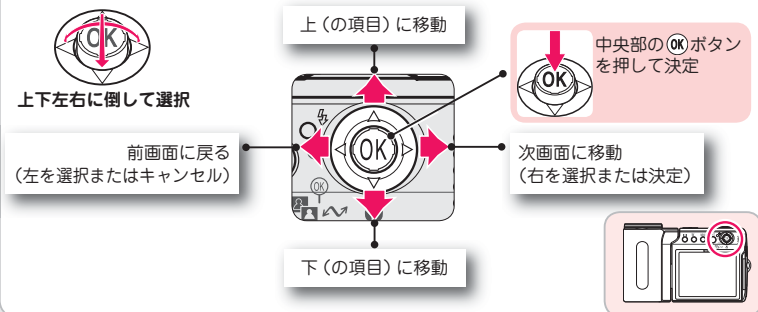 上（の項目）に移動
OK
上下左右に倒して選択
OK
中央部のOKボタン
を押して決定
前画面に戻る
（左を選択またはキャンセル）
OK
OK
次画面に移動
（右を選択または決定）
下（の項目）に移動